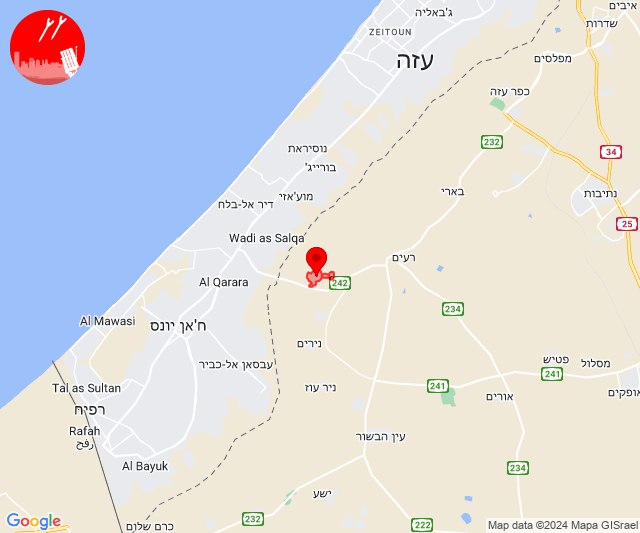 ג'באליה
איבים
שדרות
ZEITOUN
עזה
מפלסים
כפר עזה
232
34
נוסיראת
בורייג'
בארי
נתיבות
מוע'אזי
דיר אל-בלח
25
Wadi as Salqa
רעים
Al Qarara
242
234
Al Mawasi
ח'אן יונס
נירים
פטיש
מסלול
עבסאן אל-כביר
241
241
Tal as Sultan
ניר עוז
אורים
אופקים
רפיח
Rafah
رفح
עין הבשור
Al Bayuk
234
ישע
Google
232
222
כרם שלום
Map data ©2024 Mapa GISrael